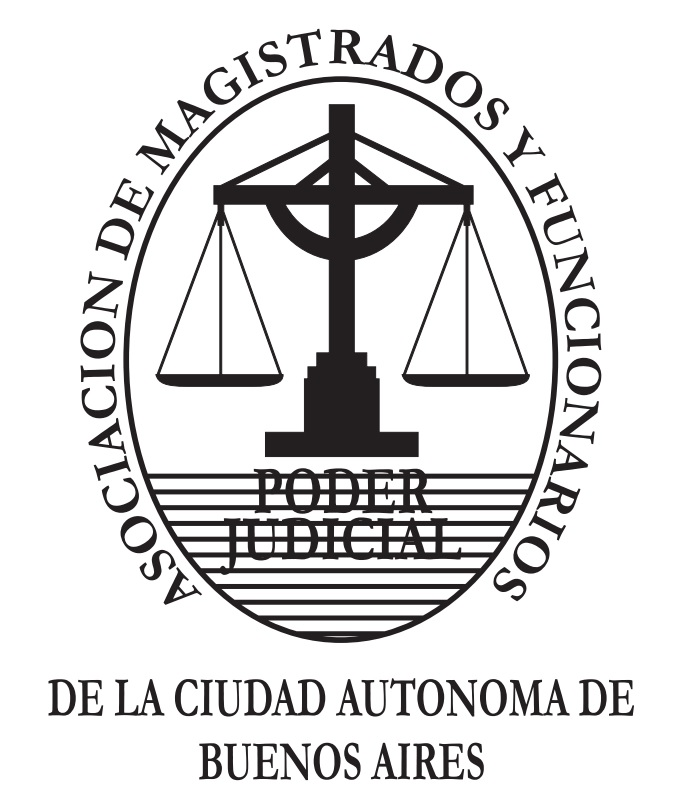 ASOCIACION DE MAGISTRADOS Y FUNCIONARIOS
PODER
JUDICIAL
DE LA CIUDAD AUTONOMA DE
BUENOS AIRES